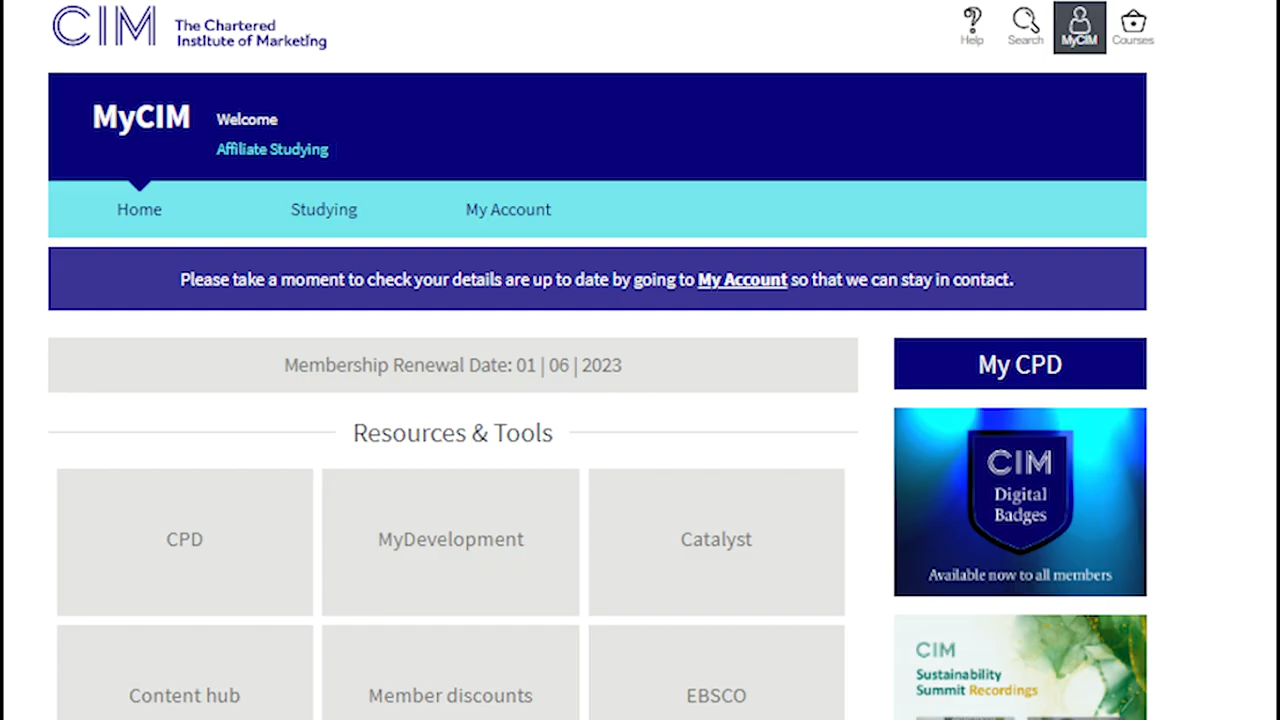 CIM The Chartered
Institute of Marketing
Help Search MyCIM Courses
MyCIM Welcome
Affiliate Studying
Home Studying My Account
Please take a moment to check your details are up to date by going to My Account so that we can stay in contact.
Membership Renewal Date: 01 | 06 | 2023
My CPD
Resources & Tools
CPD MyDevelopment Catalyst
Content hub Member discounts EBSCO
CIM
Digital
Badges
Available now to all members
CIM
Sustainability
Summit Recordings